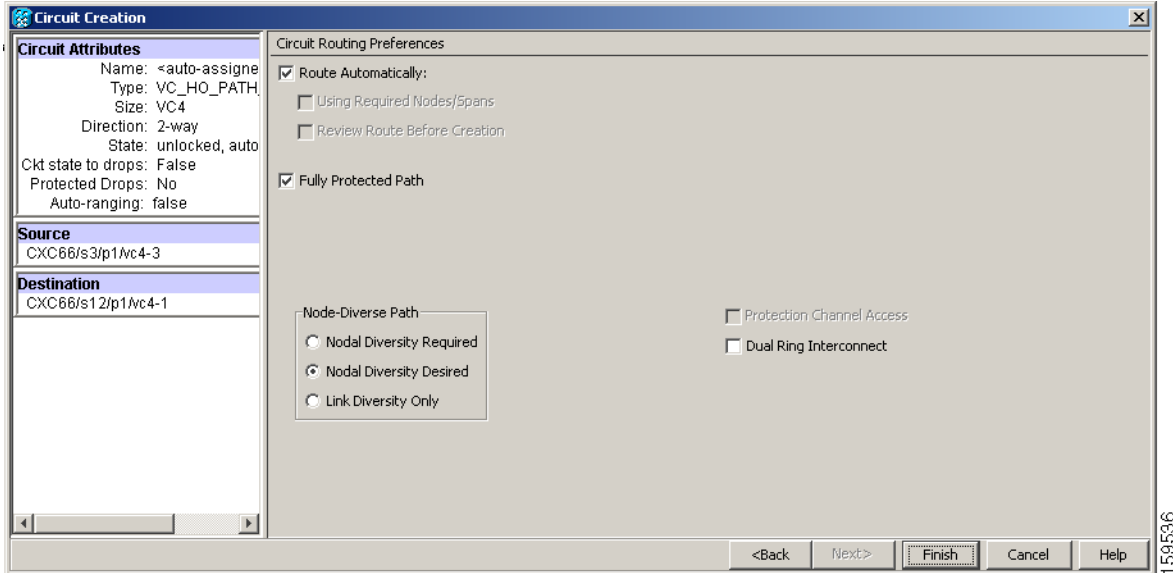 Circuit Creation
Circuit Attributes
Name: <auto-assigne
Type: VC_HO_PATH_
Size: VC4
Direction: 2-way
State: unlocked, auto
Ckt state to drops: False
Protected Drops: No
Auto-ranging: false
Source
CXC66/s3/p1/vc4-3
Destination
CXC66/s12/p1/vc4-1
Circuit Routing Preferences
Route Automatically:
Using Required Nodes/Spans
Review Route Before Creation
Fully Protected Path
Node-Diverse Path
Nodal Diversity Required
Nodal Diversity Desired
Link Diversity Only
Protection Channel Access
Dual Ring Interconnect
<Back
Next>
Finish
Cancel
Help
159536